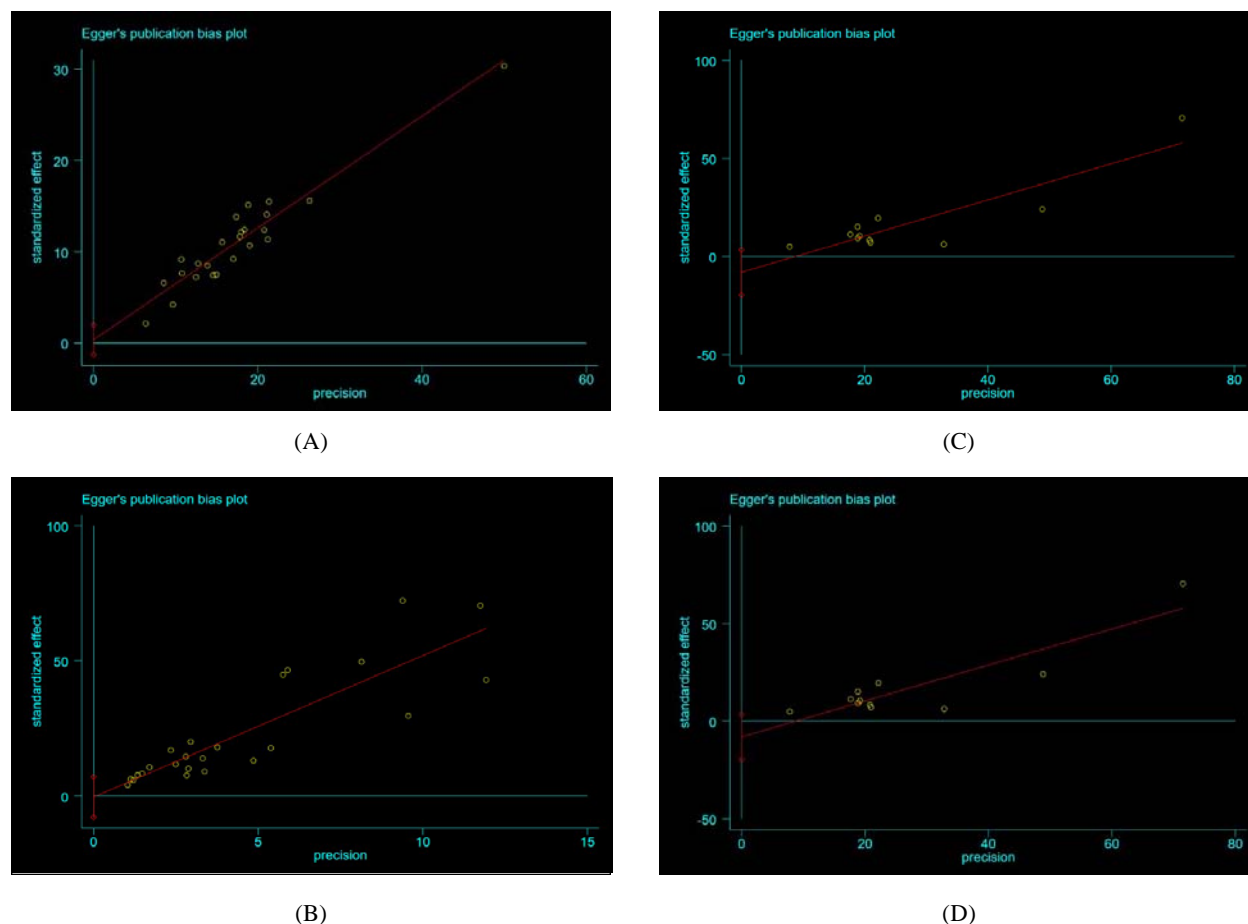 Egger's publication bias plot
30
20
10
0
standardized effect
0
20
40
60
precision
(A)
Egger's publication bias plot
100
50
0
-50
standardized effect
0
20
40
60
80
precision
(C)
Egger's publication bias plot
100
50
0
standardized effect
0
5
10
15
precision
(B)
Egger's publication bias plot
100
50
0
-50
standardized effect
0
20
40
60
80
precision
(D)